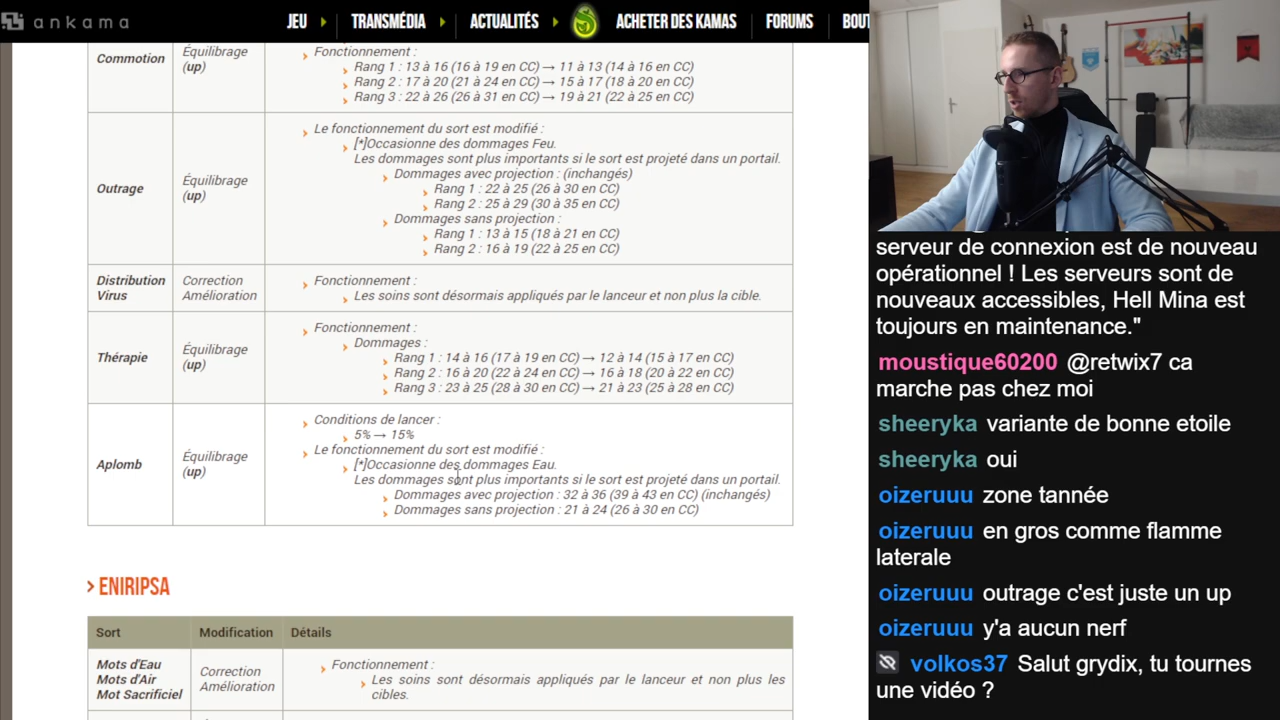 ankama
JEU
TRANSMÉDIA
ACTUALITÉS
ACHETER DES KAMAS
FORUMS
BOUT
Commotion
Équilibrage
(up)
Fonctionnement :
Rang 1 : 13 à 16 (16 à 19 en CC) → 11 à 13 (14 à 16 en CC)
Rang 2 : 17 à 20 (21 à 24 en CC) → 15 à 17 (18 à 20 en CC)
Rang 3 : 22 à 26 (26 à 31 en CC) → 19 à 21 (22 à 25 en CC)
Outrage
Équilibrage
(up)
Le fonctionnement du sort est modifié :
[*]Occasionne des dommages Feu.
Les dommages sont plus importants si le sort est projeté dans un portail.
Dommages avec projection : (inchangés)
Rang 1 : 22 à 25 (26 à 30 en CC)
Rang 2 : 25 à 29 (30 à 35 en CC)
Dommages sans projection :
Rang 1 : 13 à 15 (18 à 21 en CC)
Rang 2 : 16 à 19 (22 à 25 en CC)
Distribution
Virus
Correction
Amélioration
Fonctionnement :
Les soins sont désormais appliqués par le lanceur et non plus la cible.
Thérapie
Équilibrage
(up)
Fonctionnement :
Dommages :
Rang 1 : 14 à 16 (17 à 19 en CC) → 12 à 14 (15 à 17 en CC)
Rang 2 : 16 à 20 (22 à 24 en CC) → 16 à 18 (20 à 22 en CC)
Rang 3 : 23 à 25 (28 à 30 en CC) → 21 à 23 (25 à 28 en CC)
Aplomb
Équilibrage
(up)
Conditions de lancer :
5% → 15%
Le fonctionnement du sort est modifié :
[*]Occasionne des dommages Eau.
Les dommages sont plus importants si le sort est projeté dans un portail.
Dommages avec projection : 32 à 36 (39 à 43 en CC) (inchangés)
Dommages sans projection : 21 à 24 (26 à 30 en CC)
ENIRIPSA
Sort
Modification
Détails
Mots d'Eau
Mots d'Air
Mot Sacrificiel
Correction
Amélioration
Fonctionnement :
Les soins sont désormais appliqués par le lanceur et non plus les
cibles.
serveur de connexion est de nouveau
opérationnel ! Les serveurs sont de
nouveaux accessibles, Hell Mina est
toujours en maintenance."
moustique60200 @retwix7 ca
marche pas chez moi
sheeryka variante de bonne etoile
sheeryka oui
oizeruuu zone tannée
oizeruuu en gros comme flamme
laterale
oizeruuu outrage c'est juste un up
oizeruuu y'a aucun nerf
volkos37 Salut grydix, tu tournes
une vidéo ?